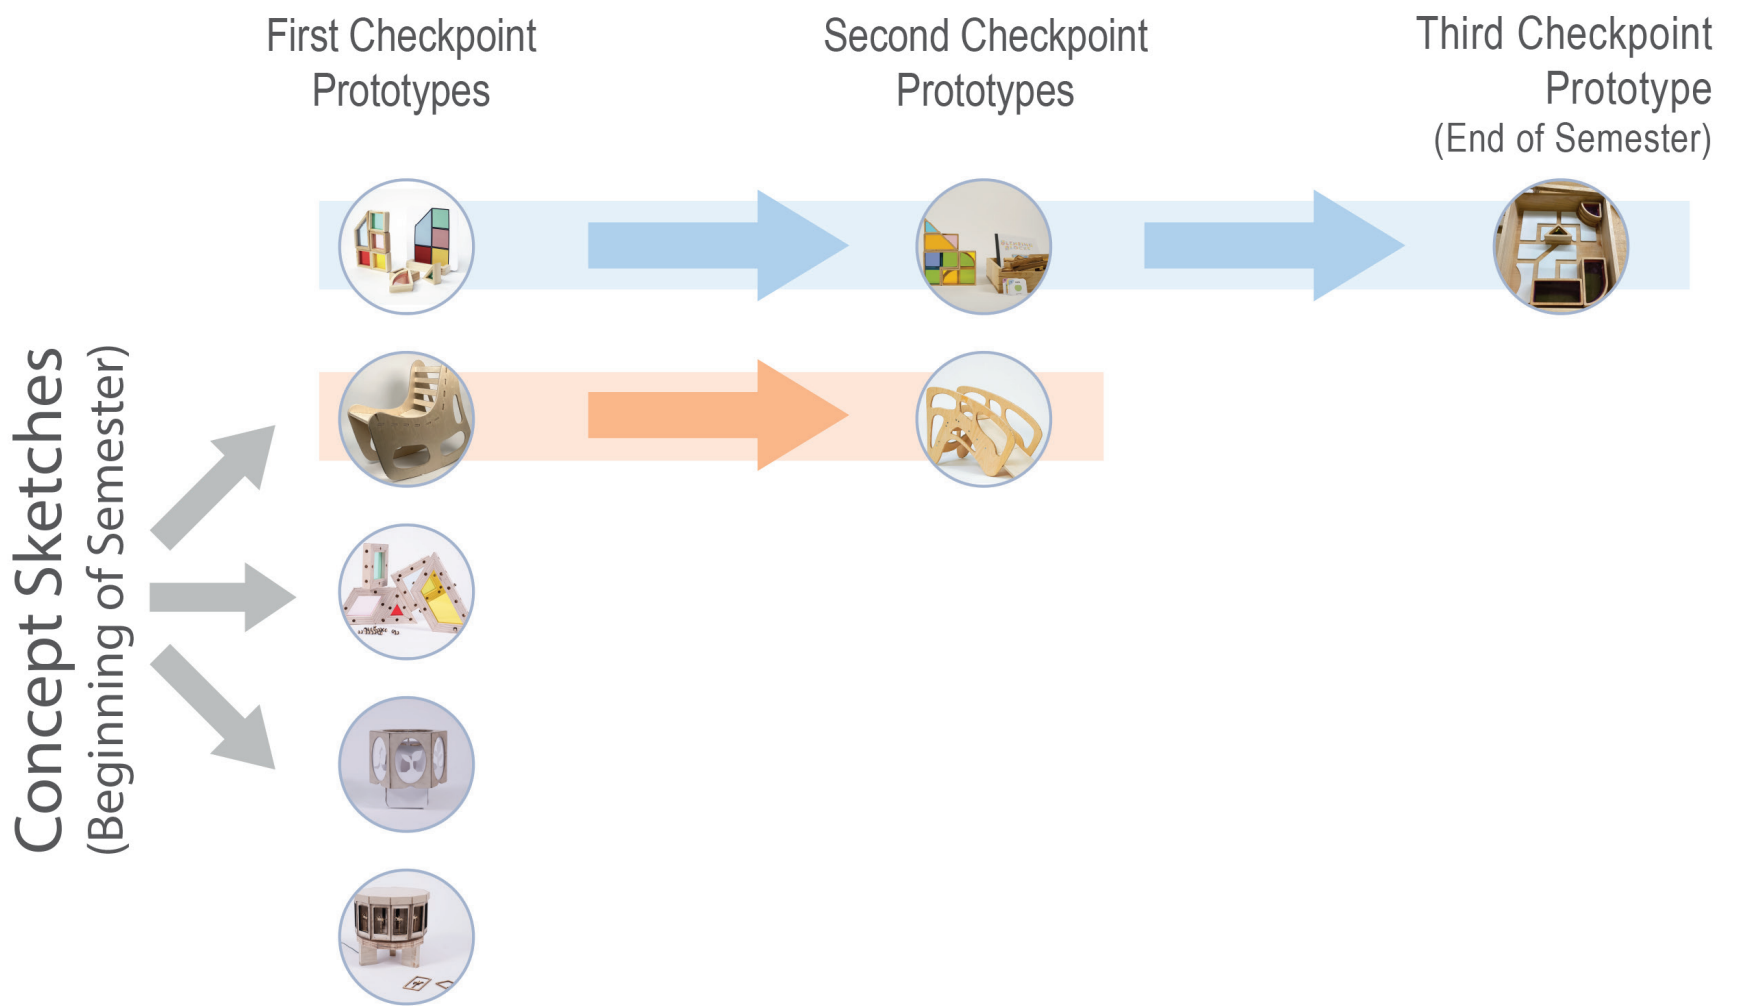 First Checkpoint
Prototypes
Second Checkpoint
Prototypes
Third Checkpoint
Prototype
(End of Semester)
Concept Sketches
(Beginning of Semester)